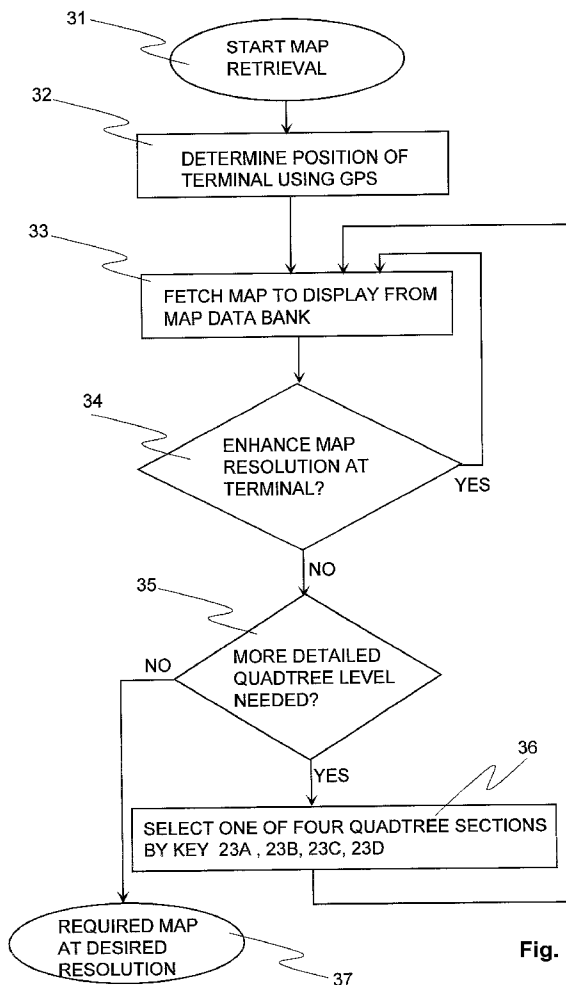 31
START MAP
RETRIEVAL
32
DETERMINE POSITION OF
TERMINAL USING GPS
33
FETCH MAP TO DISPLAY FROM
MAP DATA BANK
34
ENHANCE MAP
RESOLUTION AT
TERMINAL?
YES
NO
35
NO
MORE DETAILED
QUADTREE LEVEL
NEEDED?
YES
36
SELECT ONE OF FOUR QUADTREE SECTIONS
BY KEY 23A , 23B, 23C, 23D
REQUIRED MAP
AT DESIRED
RESOLUTION
37
Fig.